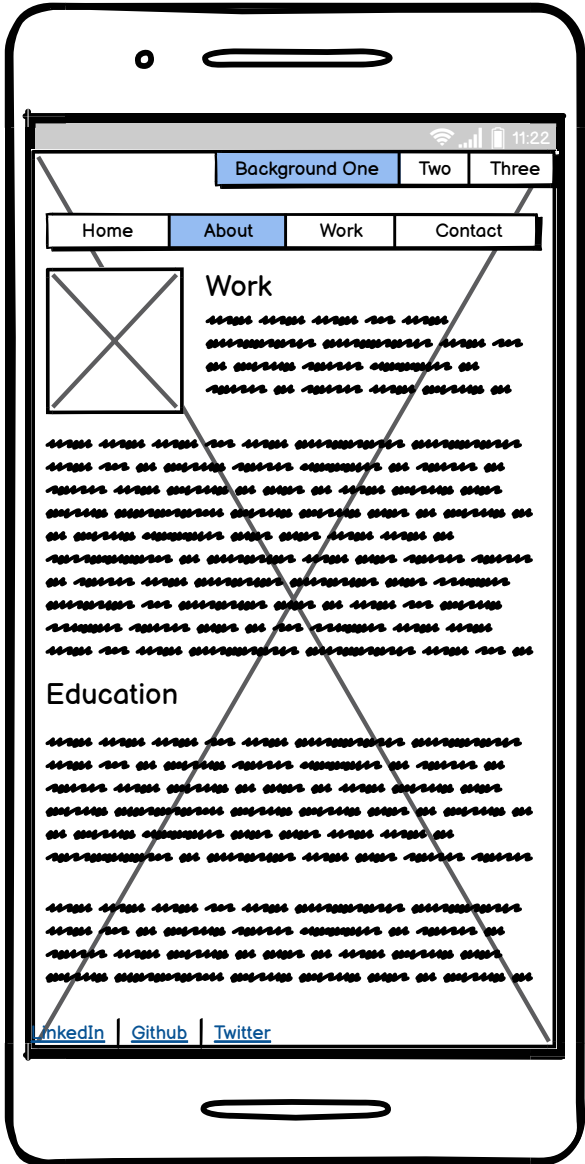 11:22
Background One Two Three
Home About Work Contact
Work
Education
LinkedIn Github Twitter